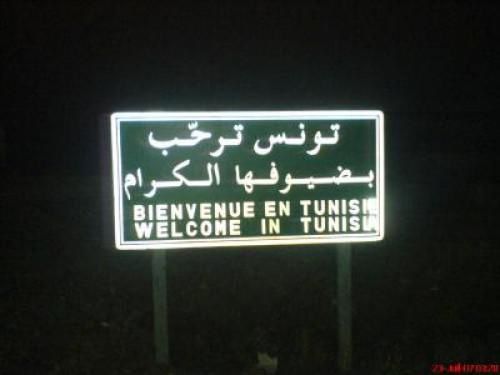 تونس ترحّب
بضيوفها الكرام
BIENVENUE EN TUNISIE
WELCOME IN TUNISIA